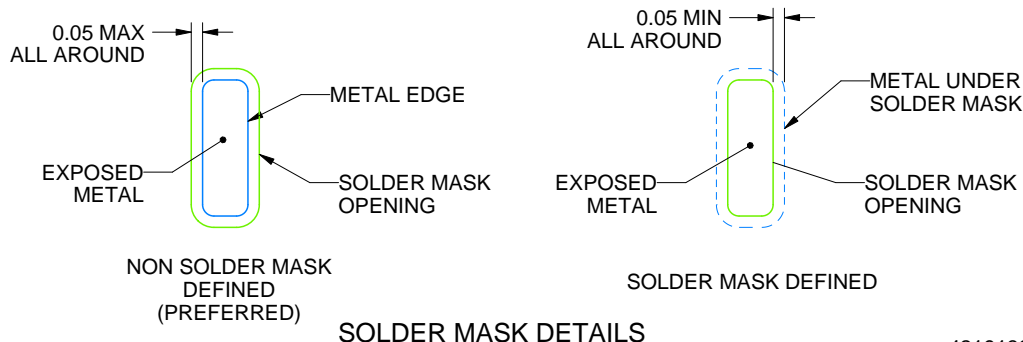 0.05 MAX
ALL AROUND
METAL EDGE
EXPOSED
METAL
SOLDER MASK
OPENING
NON SOLDER MASK
DEFINED
(PREFERRED)
0.05 MIN
ALL AROUND
METAL UNDER
SOLDER MASK
EXPOSED
METAL
SOLDER MASK
OPENING
SOLDER MASK DEFINED
SOLDER MASK DETAILS